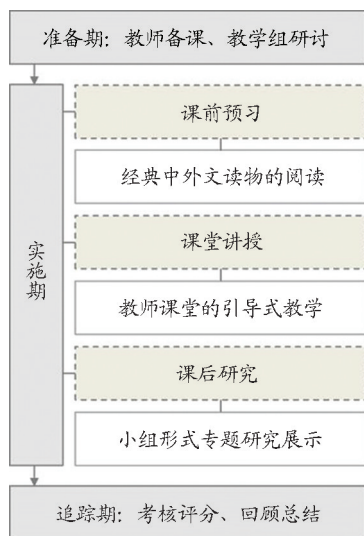 准备期：教师备课、教学组研讨
实施期
课前预习
经典中外文读物的阅读
课堂讲授
教师课堂的引导式教学
课后研究
小组形式专题研究展示
追踪期：考核评分、回顾总结